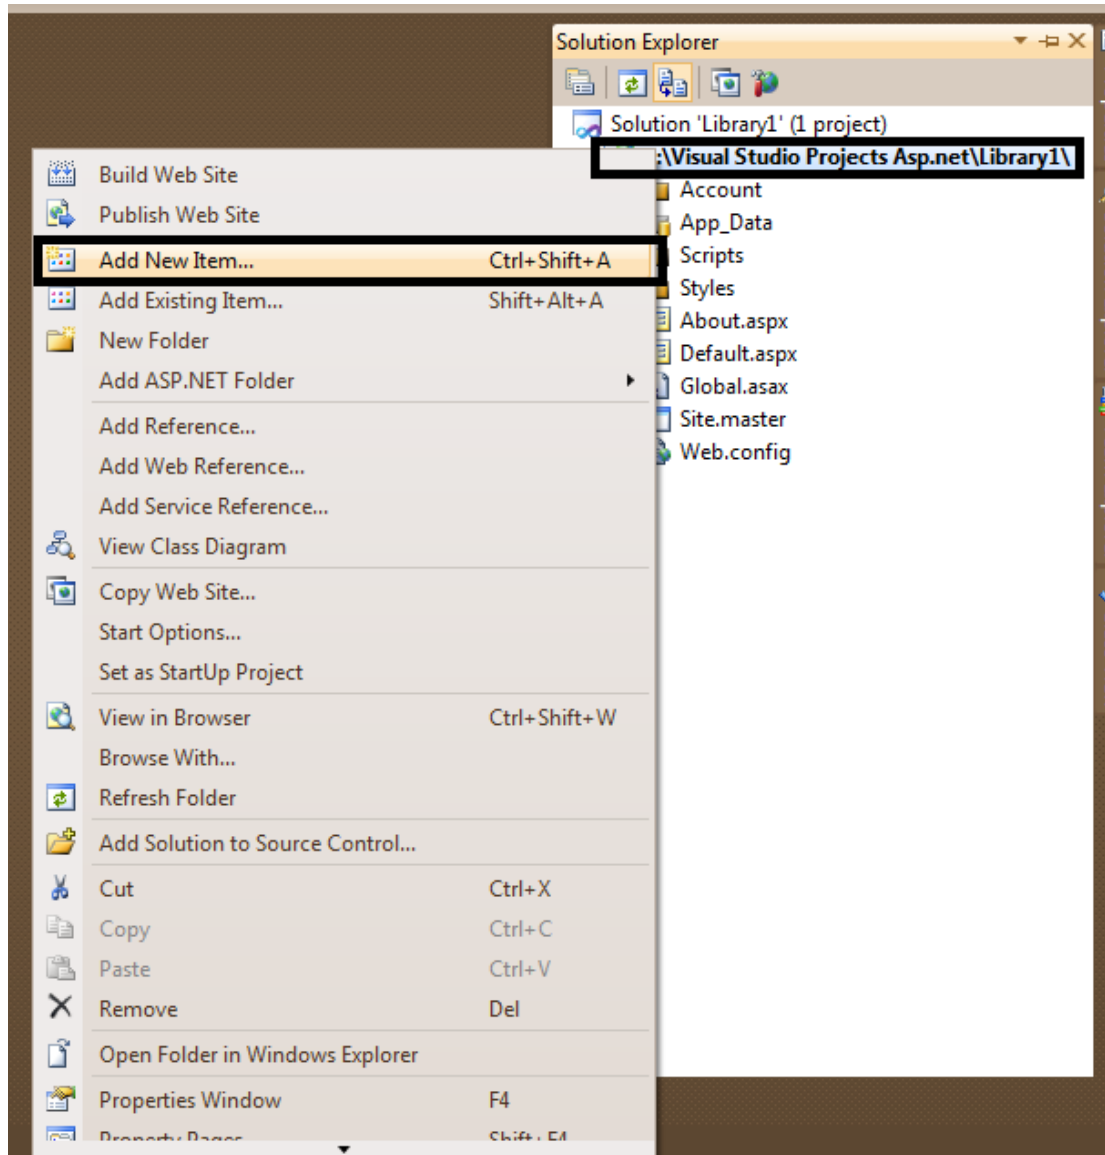 Solution Explorer
Solution 'Library1' (1 project)
:\Visual Studio Projects Asp.net\Library1\
Account
App_Data
Scripts
Styles
About.aspx
Default.aspx
Global.asax
Site.master
Web.config
Build Web Site
Publish Web Site
Add New Item... Ctrl+Shift+A
Add Existing Item... Shift+Alt+A
New Folder
Add ASP.NET Folder
Add Reference...
Add Web Reference...
Add Service Reference...
View Class Diagram
Copy Web Site...
Start Options...
Set as StartUp Project
View in Browser Ctrl+Shift+W
Browse With...
Refresh Folder
Add Solution to Source Control...
Cut Ctrl+X
Copy Ctrl+C
Paste Ctrl+V
Remove Del
Open Folder in Windows Explorer
Properties Window F4
Property Pages Shift+F4